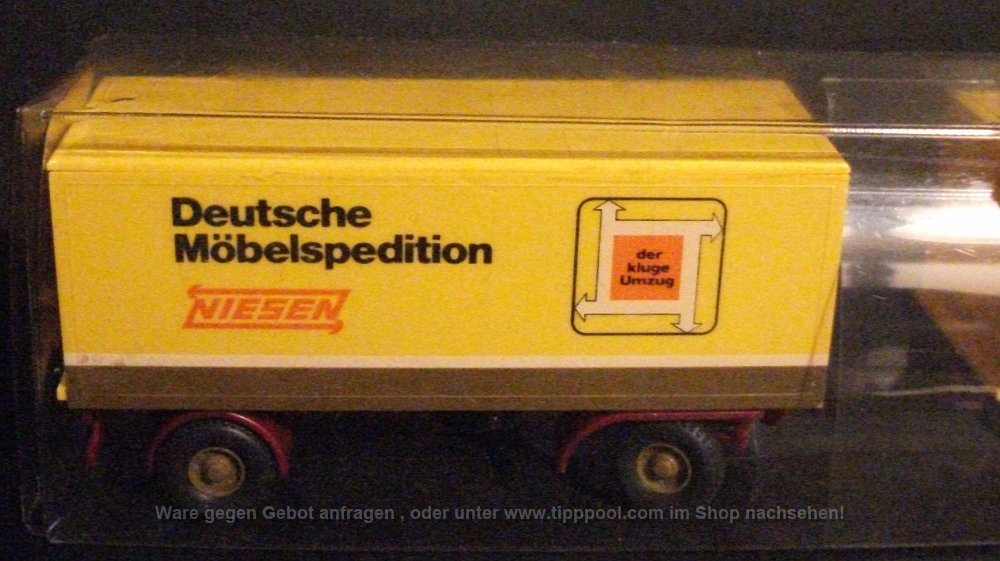 Deutsche
Möbelspedition
NIESEN
der
kluge
Umzug
Ware gegen Gebot anfragen , oder unter www.tipppool.com im Shop nachsehen!